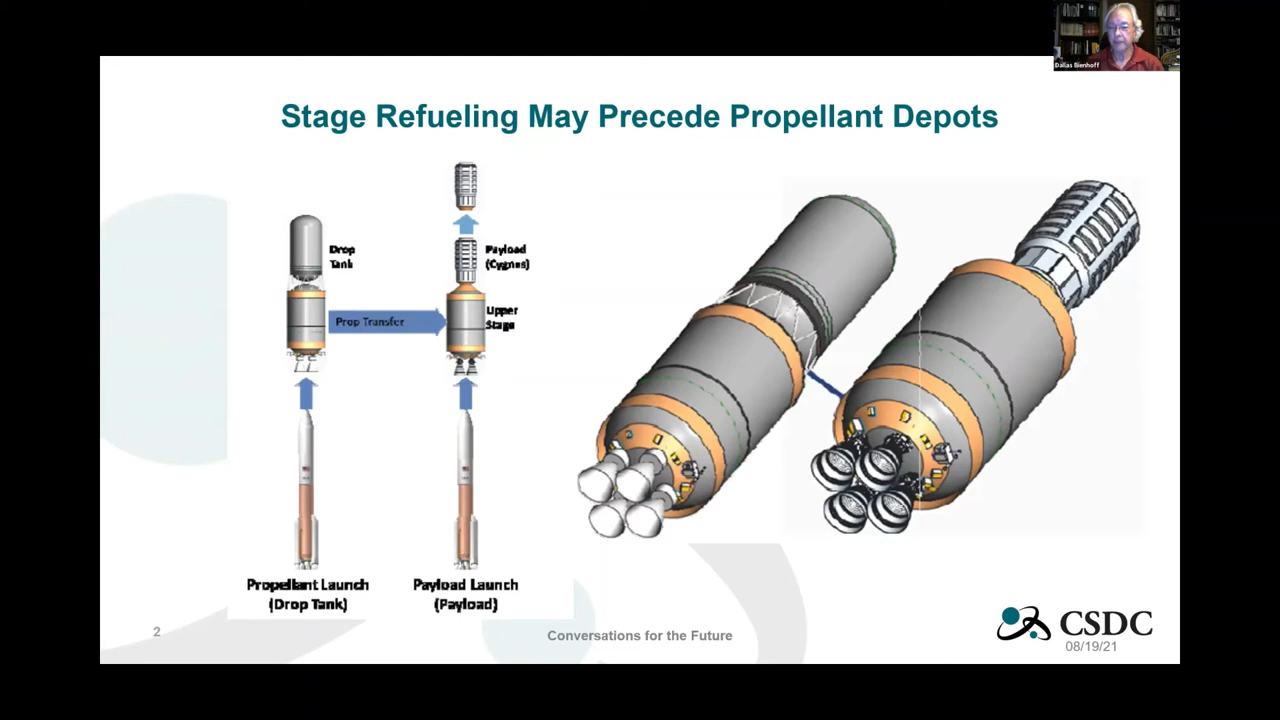 Dallas Bienhoff
Stage Refueling May Precede Propellant Depots
Drop
Tank
Payload
(Cygnus)
Prop Transfer
Upper
Stage
Propellant Launch
(Drop Tank)
Payload Launch
(Payload)
2
Conversations for the Future
CSDC
08/19/21